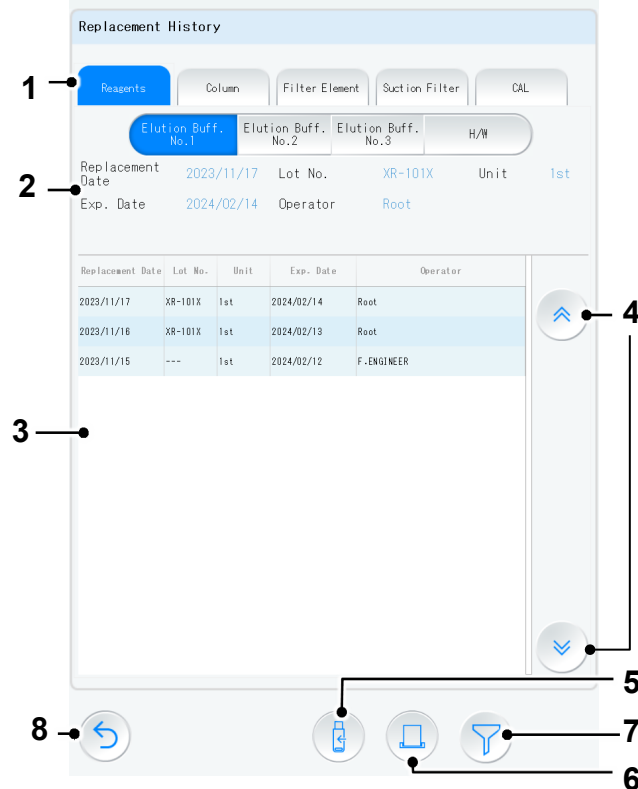 Replacement History
1
Reagents Column Filter Element Suction Filter CAL
Elution Buff. Elution Buff. Elution Buff. H/W
No.1 No.2 No.3
2
Replacement 2023/11/17 Lot No. XR-101X Unit 1st
Date
Exp. Date 2024/02/14 Operator Root
Replacement Date Lot No. Unit Exp. Date Operator
2023/11/17 XR-101X 1st 2024/02/14 Root
4
2023/11/16 XR-101X 1st 2024/02/13 Root
2023/11/15 --- 1st 2024/02/12 F.ENGINEER
3
5
8
7
6